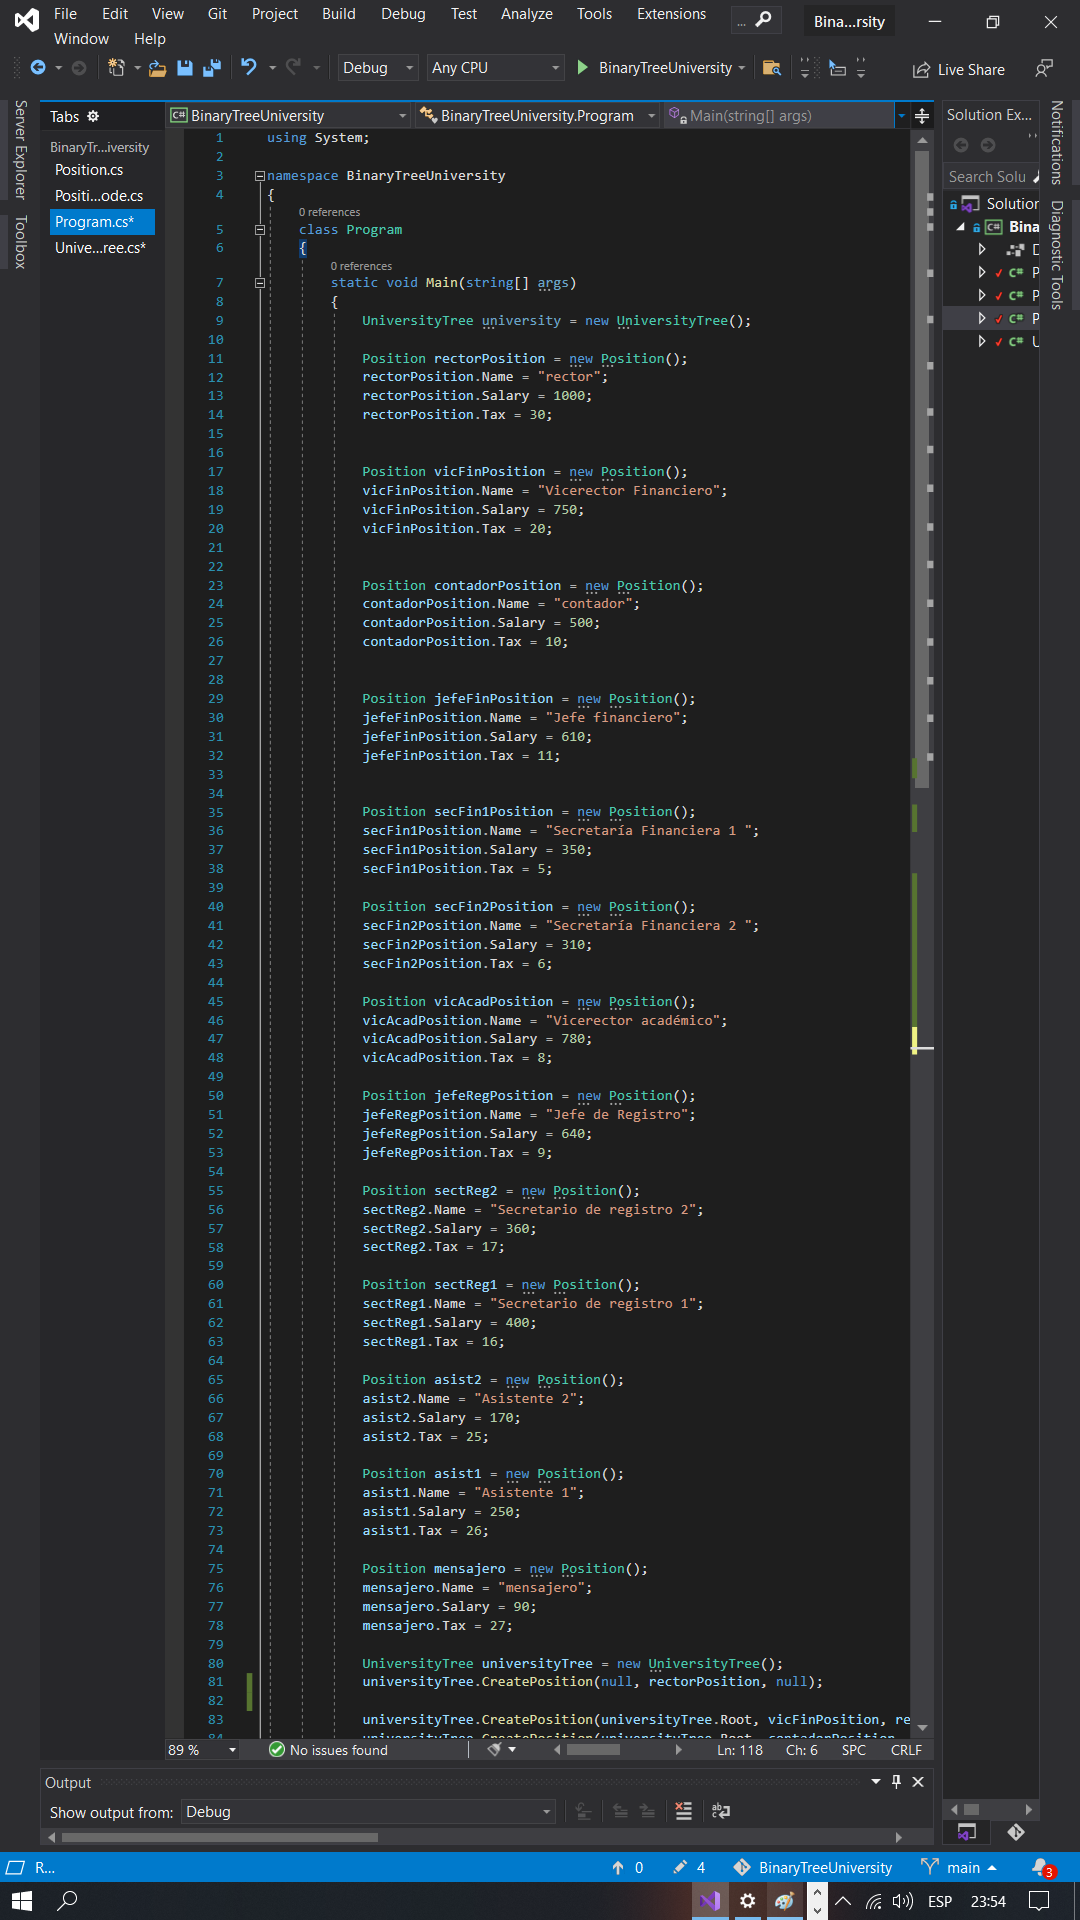 File Edit View Git Project Build Debug Test Analyze Tools Extensions
... Bina...rsity
Window Help
Debug Any CPU BinaryTreeUniversity Live Share
Server Explorer
Toolbox
Tabs
BinaryTr...iversity
Position.cs
Positi...ode.cs
Program.cs*
Unive...ree.cs*
C# BinaryTreeUniversity BinaryTreeUniversity.Program Main(string[] args)
1 using System;
2
3 namespace BinaryTreeUniversity
4 {
0 references
5 class Program
6 {
0 references
7 static void Main(string[] args)
8 {
9 UniversityTree university = new UniversityTree();
10
11 Position rectorPosition = new Position();
12 rectorPosition.Name = "rector";
13 rectorPosition.Salary = 1000;
14 rectorPosition.Tax = 30;
15
16
17 Position vicFinPosition = new Position();
18 vicFinPosition.Name = "Vicerector Financiero";
19 vicFinPosition.Salary = 750;
20 vicFinPosition.Tax = 20;
21
22
23 Position contadorPosition = new Position();
24 contadorPosition.Name = "contador";
25 contadorPosition.Salary = 500;
26 contadorPosition.Tax = 10;
27
28
29 Position jefeFinPosition = new Position();
30 jefeFinPosition.Name = "Jefe financiero";
31 jefeFinPosition.Salary = 610;
32 jefeFinPosition.Tax = 11;
33
34
35 Position secFin1Position = new Position();
36 secFin1Position.Name = "Secretaría Financiera 1 ";
37 secFin1Position.Salary = 350;
38 secFin1Position.Tax = 5;
39
40 Position secFin2Position = new Position();
41 secFin2Position.Name = "Secretaría Financiera 2 ";
42 secFin2Position.Salary = 310;
43 secFin2Position.Tax = 6;
44
45 Position vicAcadPosition = new Position();
46 vicAcadPosition.Name = "Vicerector académico";
47 vicAcadPosition.Salary = 780;
48 vicAcadPosition.Tax = 8;
49
50 Position jefeRegPosition = new Position();
51 jefeRegPosition.Name = "Jefe de Registro";
52 jefeRegPosition.Salary = 640;
53 jefeRegPosition.Tax = 9;
54
55 Position sectReg2 = new Position();
56 sectReg2.Name = "Secretario de registro 2";
57 sectReg2.Salary = 360;
58 sectReg2.Tax = 17;
59
60 Position sectReg1 = new Position();
61 sectReg1.Name = "Secretario de registro 1";
62 sectReg1.Salary = 400;
63 sectReg1.Tax = 16;
64
65 Position asist2 = new Position();
66 asist2.Name = "Asistente 2";
67 asist2.Salary = 170;
68 asist2.Tax = 25;
69
70 Position asist1 = new Position();
71 asist1.Name = "Asistente 1";
72 asist1.Salary = 250;
73 asist1.Tax = 26;
74
75 Position mensajero = new Position();
76 mensajero.Name = "mensajero";
77 mensajero.Salary = 90;
78 mensajero.Tax = 27;
79
80 UniversityTree universityTree = new UniversityTree();
81 universityTree.CreatePosition(null, rectorPosition, null);
82
83 universityTree.CreatePosition(universityTree.Root, vicFinPosition, re
84 universityTree.CreatePosition(universityTree.Root, contadorPosition
89 % No issues found Ln: 118 Ch: 6 SPC CRLF
Solution Ex...
Search Solu
Solution
C# Bina
D
C# P
C# P
C# P
C# U
Notifications
Diagnostic Tools
Output
Show output from: Debug
R... 0 4 BinaryTreeUniversity main 3
ESP 23:54